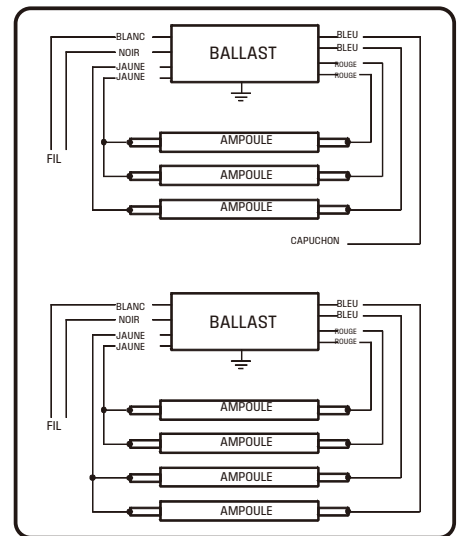 BLANC
NOIR
JAUNE
JAUNE
BALLAST
BLEU
BLEU
ROUGE
ROUGE
AMPOULE
AMPOULE
AMPOULE
FIL
CAPUCHON
BLANC
NOIR
JAUNE
JAUNE
BALLAST
BLEU
BLEU
ROUGE
ROUGE
AMPOULE
AMPOULE
AMPOULE
AMPOULE
FIL